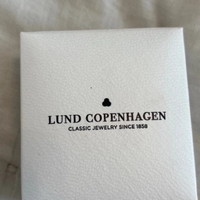 LUND COPENHAGEN
CLASSIC JEWELRY SINCE 1858